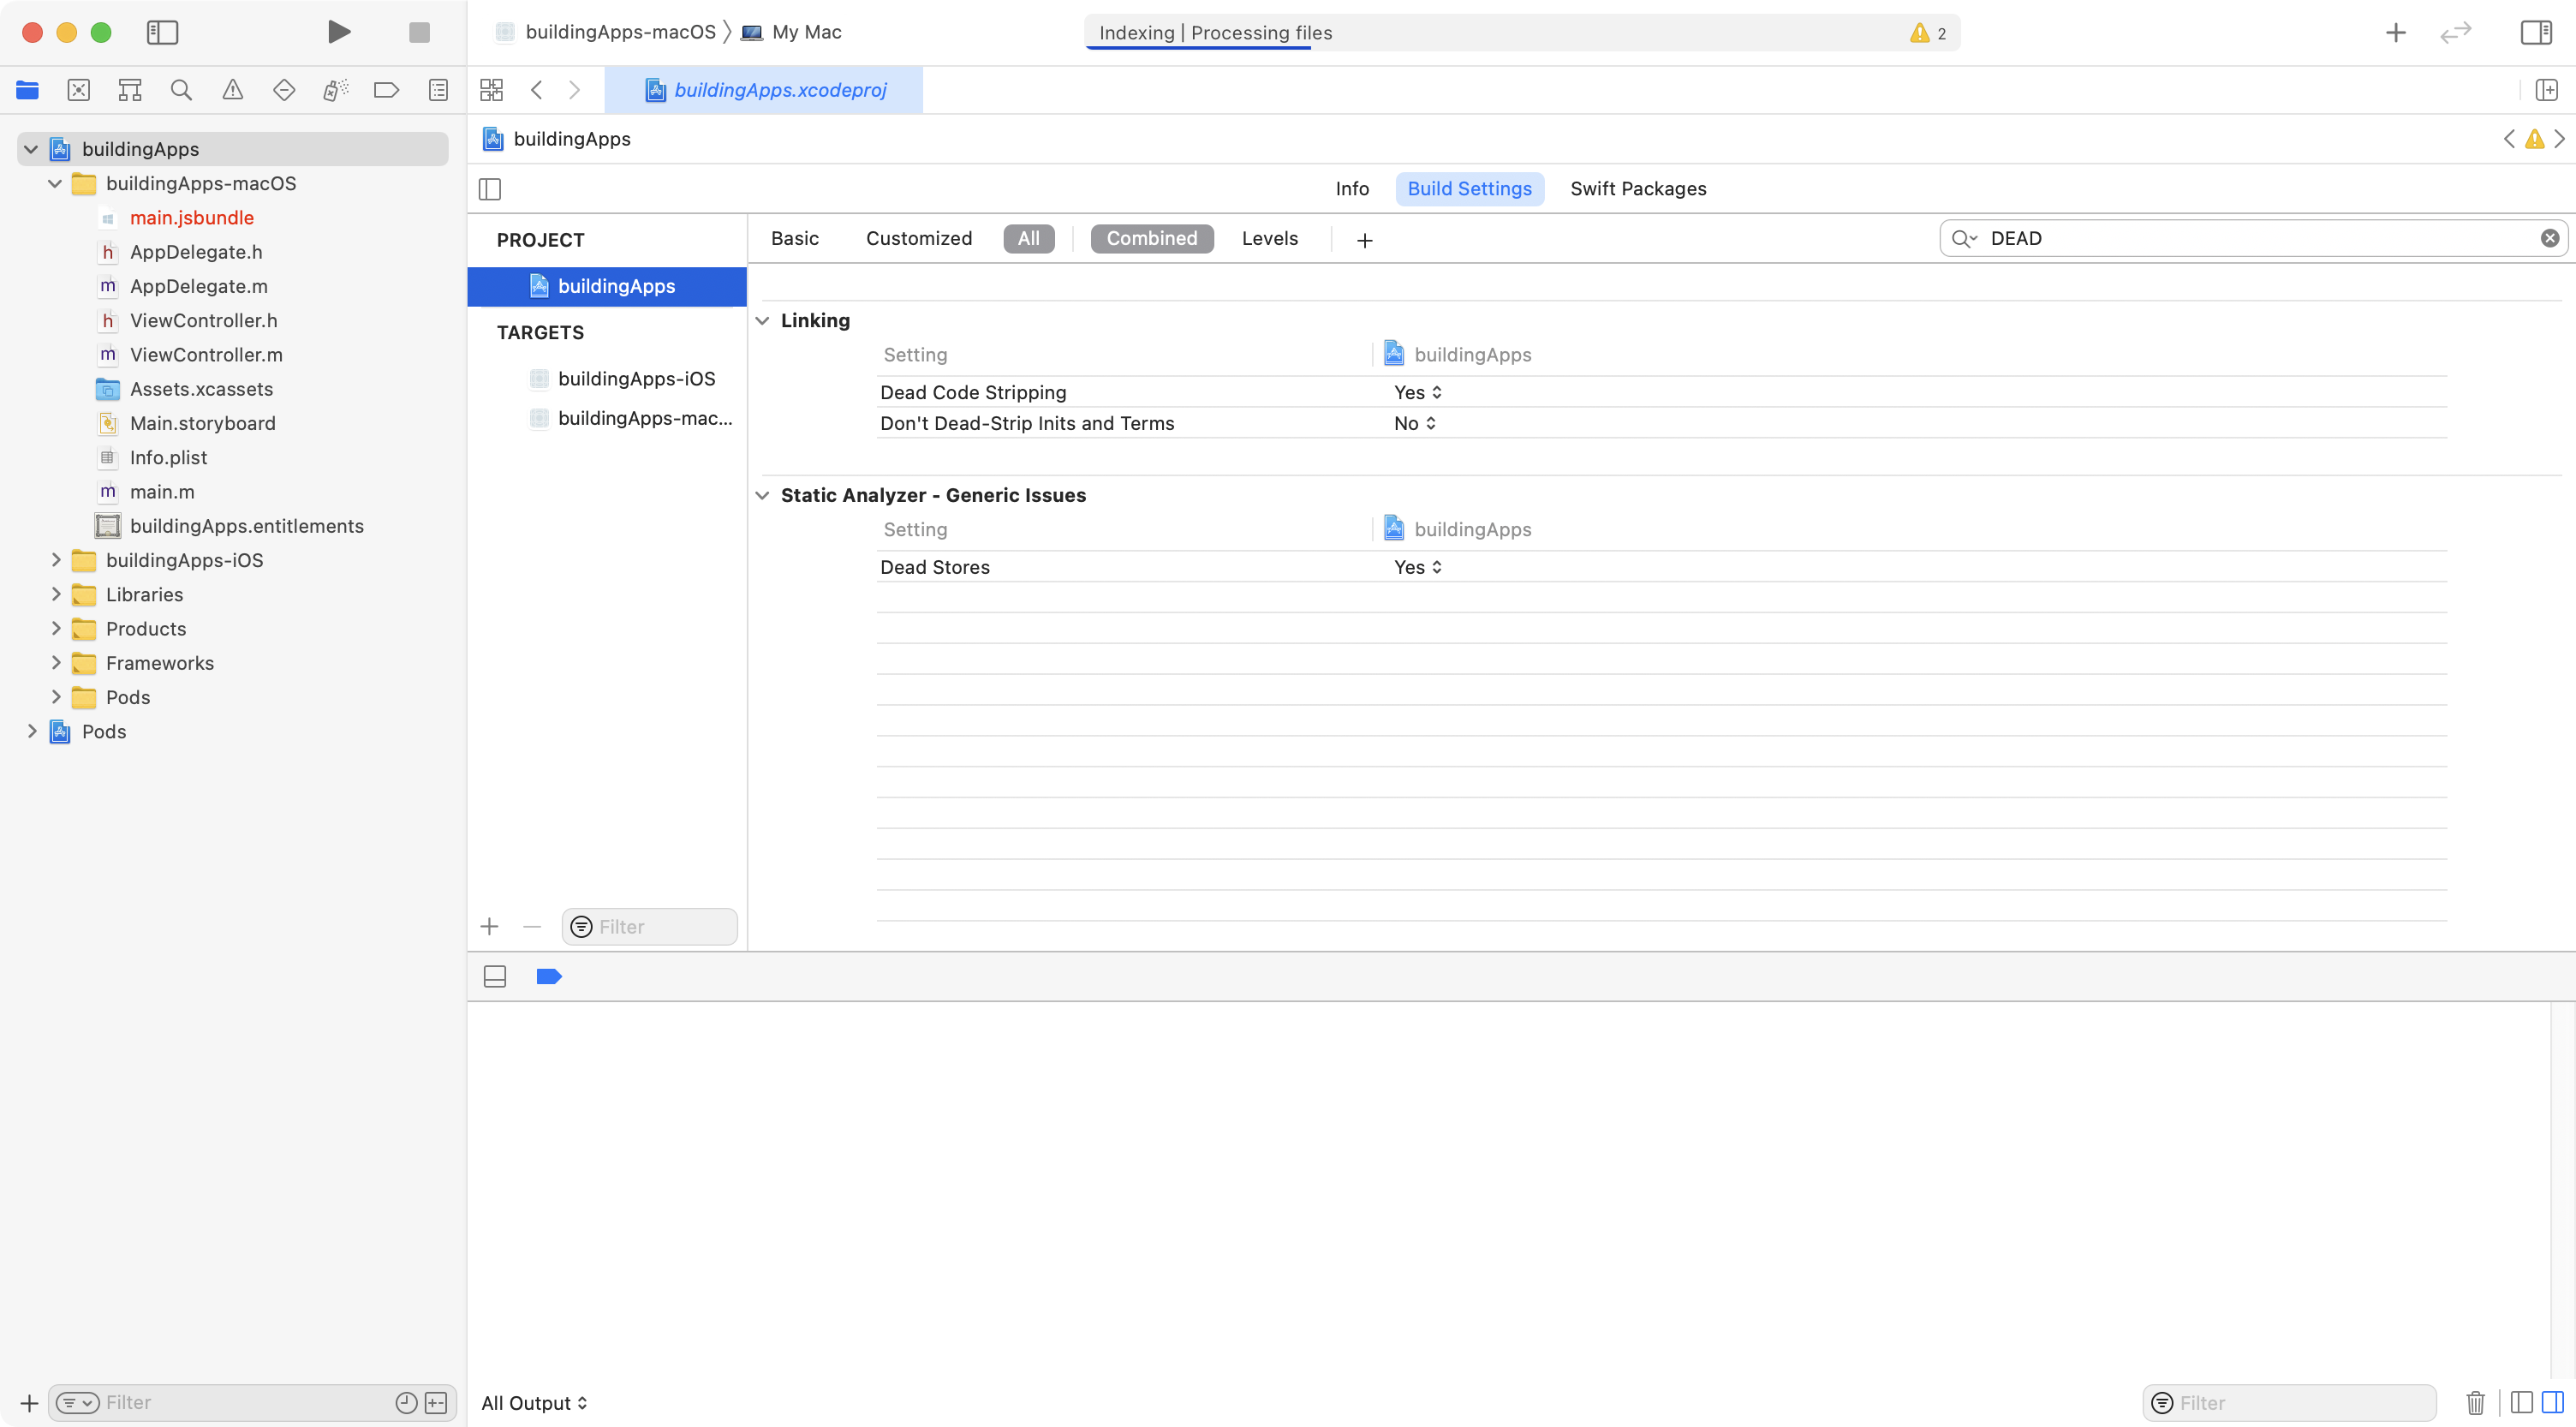 buildingApps-macOS
My Mac
Indexing | Processing files
2
buildingApps.xcodeproj
buildingApps
Info
Build Settings
Swift Packages
PROJECT
buildingApps
TARGETS
buildingApps-iOS
buildingApps-mac...
Basic
Customized
All
Combined
Levels
DEAD
Linking
Setting
buildingApps
Dead Code Stripping
Yes
Don't Dead-Strip Inits and Terms
No
Static Analyzer - Generic Issues
Setting
buildingApps
Dead Stores
Yes
Filter
buildingApps
buildingApps-macOS
main.jsbundle
h AppDelegate.h
m AppDelegate.m
h ViewController.h
m ViewController.m
Assets.xcassets
Main.storyboard
Info.plist
m main.m
buildingApps.entitlements
buildingApps-iOS
Libraries
Products
Frameworks
Pods
Pods
Filter
All Output
Filter